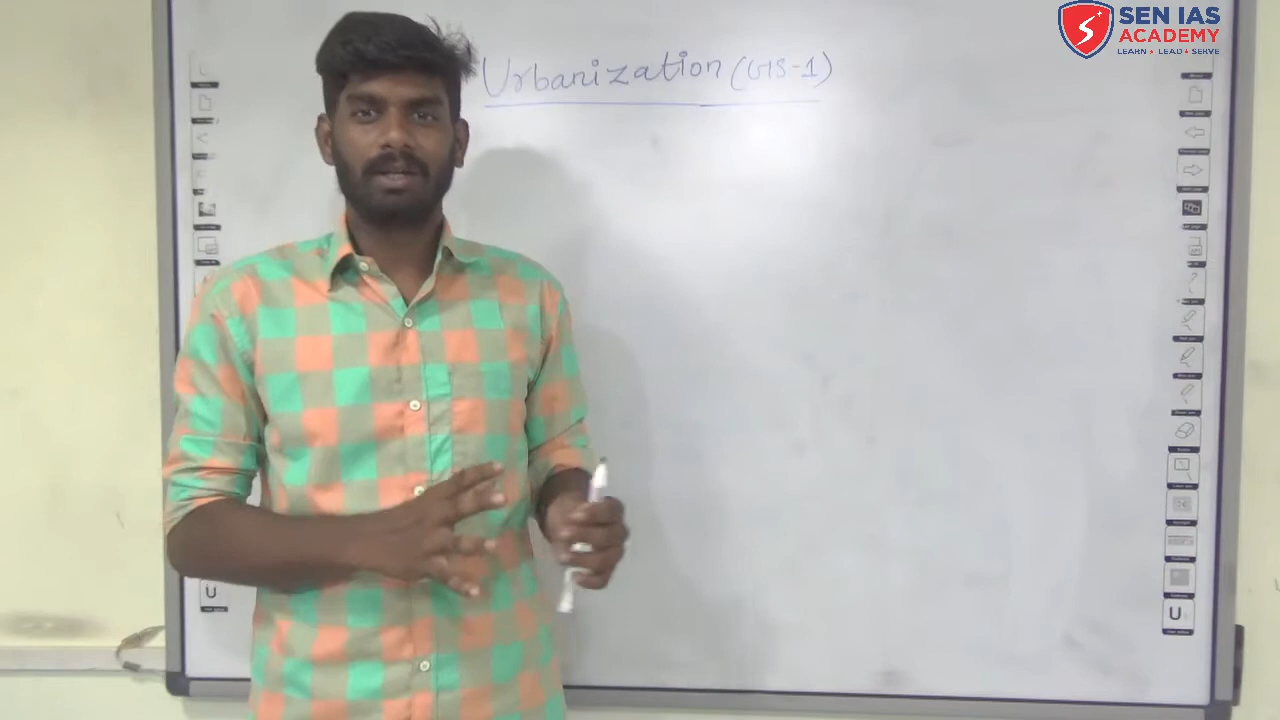 SEN IAS
ACADEMY
LEARN ★ LEAD ★ SERVE
Urbanization (GS-1)